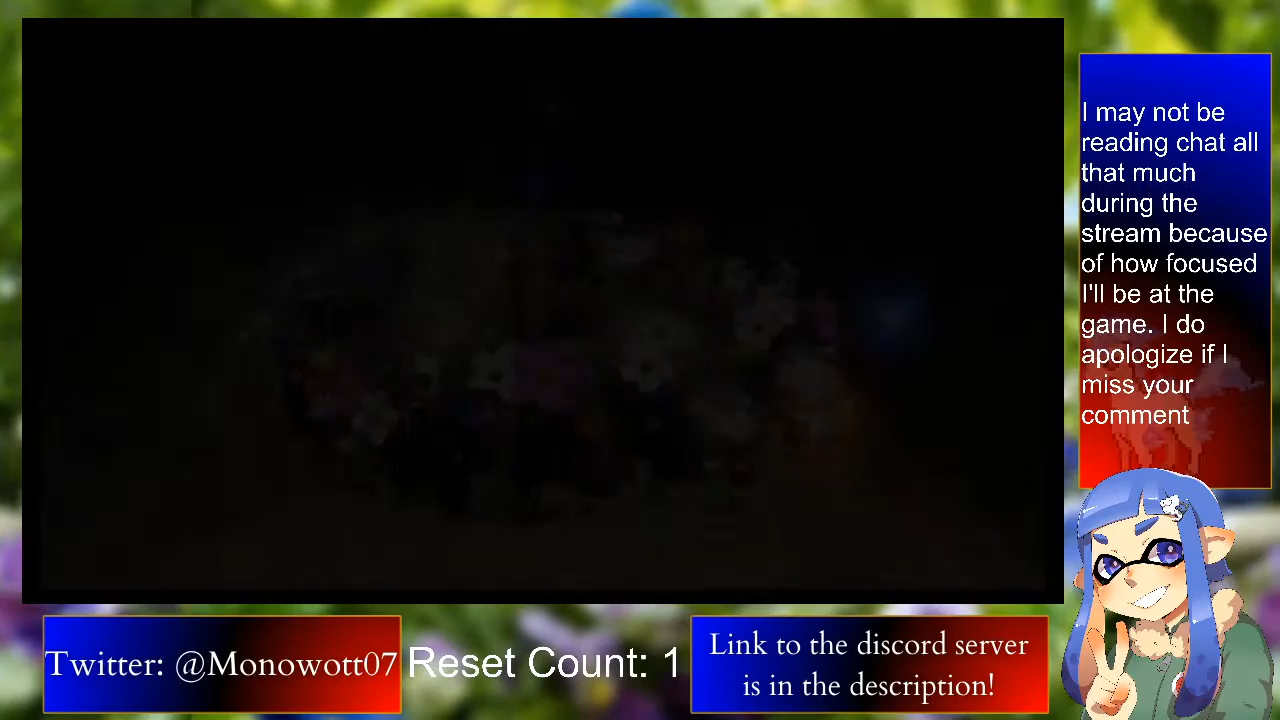 I may not be
reading chat all
that much
during the
stream because
of how focused
I'll be at the
game. I do
apologize if I
miss your
comment
Twitter: @Monowott07
Reset Count: 1
Link to the discord server
is in the description!